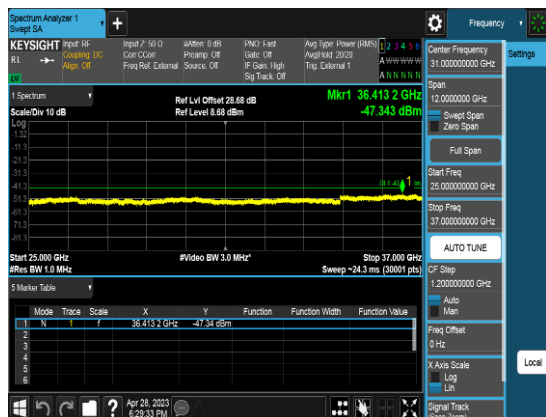 Spectrum Analyzer 1
Swept SA
Frequency
KEYSIGHT
RL
Input: RF
Coupling: DC
Align: Off
Input Z: 50 Ω
Corr CCorr
Freq Ref: External
#Atten: 0 dB
Preamp: Off
Source: Off
PNO: Fast
Gate: Off
IF Gain: High
Sig Track: Off
Avg Type: Power (RMS)
Avg|Hold: 20/20
Trig: External 1
1 2 3 4 5 6
A W W W W W
A N N N N N
LV
1 Spectrum
Scale/Div 10 dB
Ref Lvl Offset 28.68 dB
Ref Level 8.68 dBm
Mkr1 36.413 2 GHz
-47.343 dBm
Log
1.32
-11.3
-21.3
-31.3
-41.3
-51.3
-61.3
-71.3
-81.3
1
Start 25.000 GHz
#Res BW 1.0 MHz
#Video BW 3.0 MHz*
Stop 37.000 GHz
Sweep ~24.3 ms (30001 pts)
5 Marker Table
Mode Trace Scale X Y Function Function Width Function Value
1 N 1 f 36.413 2 GHz -47.34 dBm
2
3
4
5
6
Apr 28, 2023
6:29:33 PM
Center Frequency
31.000000000 GHz
Settings
Span
12.0000000 GHz
Swept Span
Zero Span
Full Span
Start Freq
25.000000000 GHz
Stop Freq
37.000000000 GHz
AUTO TUNE
CF Step
1.200000000 GHz
Auto
Man
Freq Offset
0 Hz
X Axis Scale
Log
Lin
Local
Signal Track
(Span Zoom)